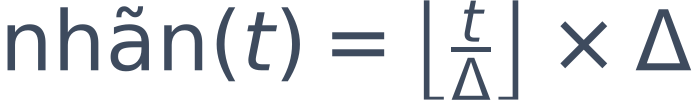 nhãn(t) = ⌊t/Δ⌋ × Δ